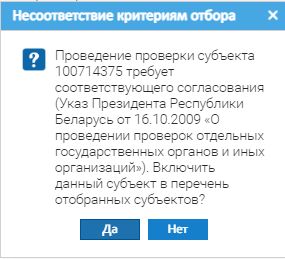 Несоответствие критериям отбора
Проведение проверки субъекта
100714375 требует
соответствующего согласования
(Указ Президента Республики
Беларусь от 16.10.2009 «О
проведении проверок отдельных
государственных органов и иных
организаций»). Включить
данный субъект в перечень
отобранных субъектов?
Да Нет